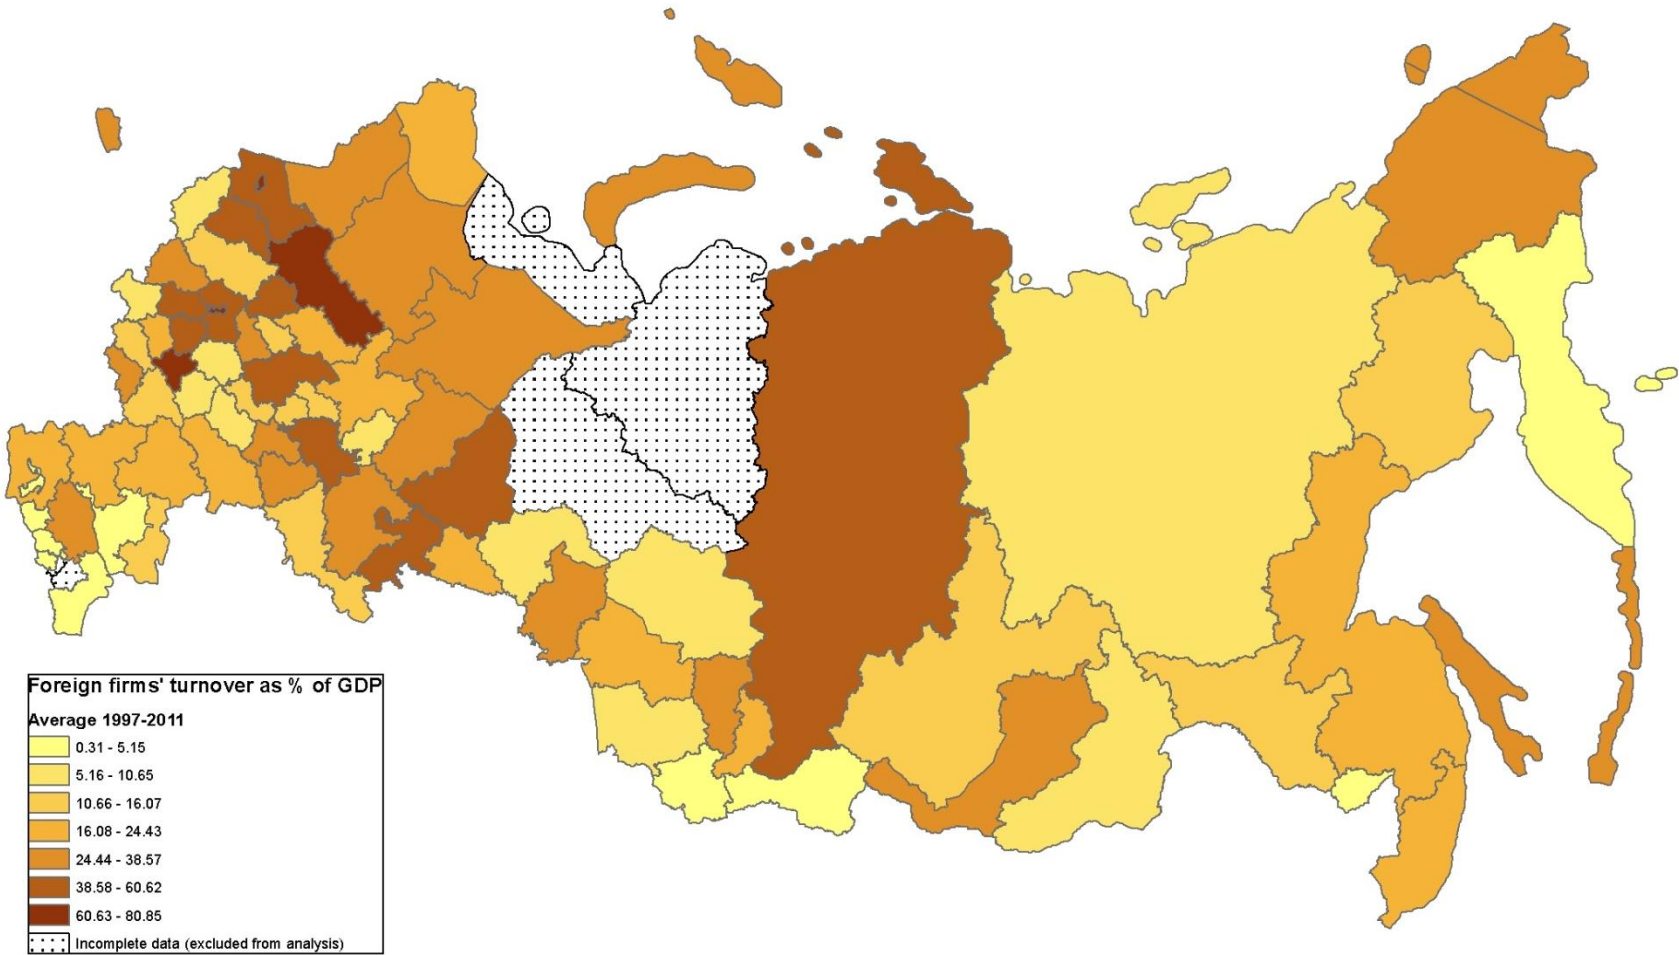 Foreign firms' turnover as % of GDP
Average 1997-2011
0.31 - 5.15
5.16 - 10.65
10.66 - 16.07
16.08 - 24.43
24.44 - 38.57
38.58 - 60.62
60.63 - 80.85
Incomplete data (excluded from analysis)